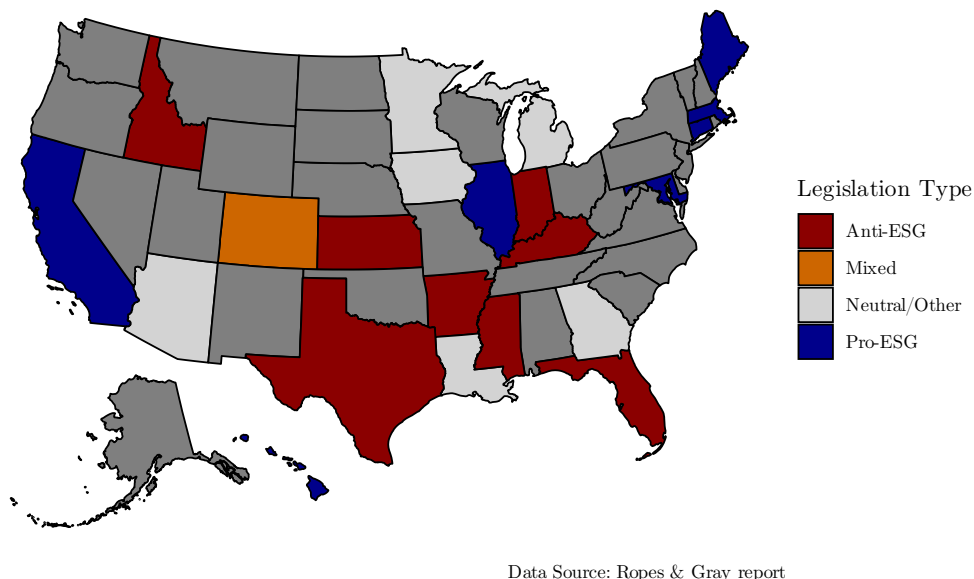 Legislation Type
Anti-ESG
Mixed
Neutral/Other
Pro-ESG
Data Source: Ropes & Gray report